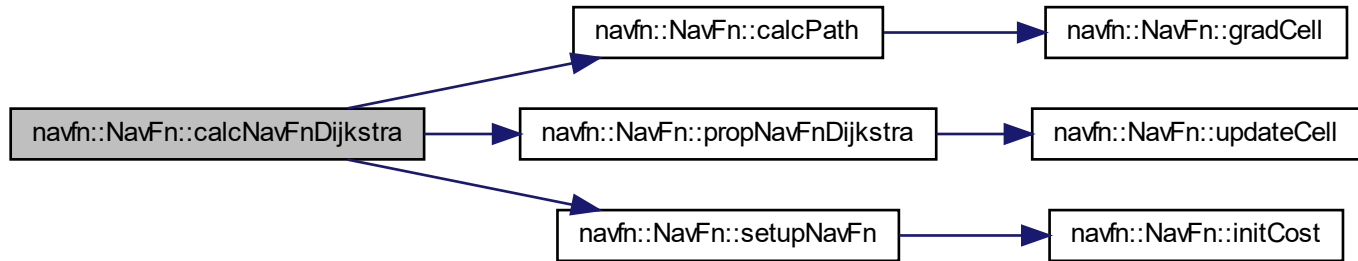 navfn::NavFn::calcPath
navfn::NavFn::gradCell
navfn::NavFn::calcNavFnDijkstra
navfn::NavFn::propNavFnDijkstra
navfn::NavFn::updateCell
navfn::NavFn::setupNavFn
navfn::NavFn::initCost